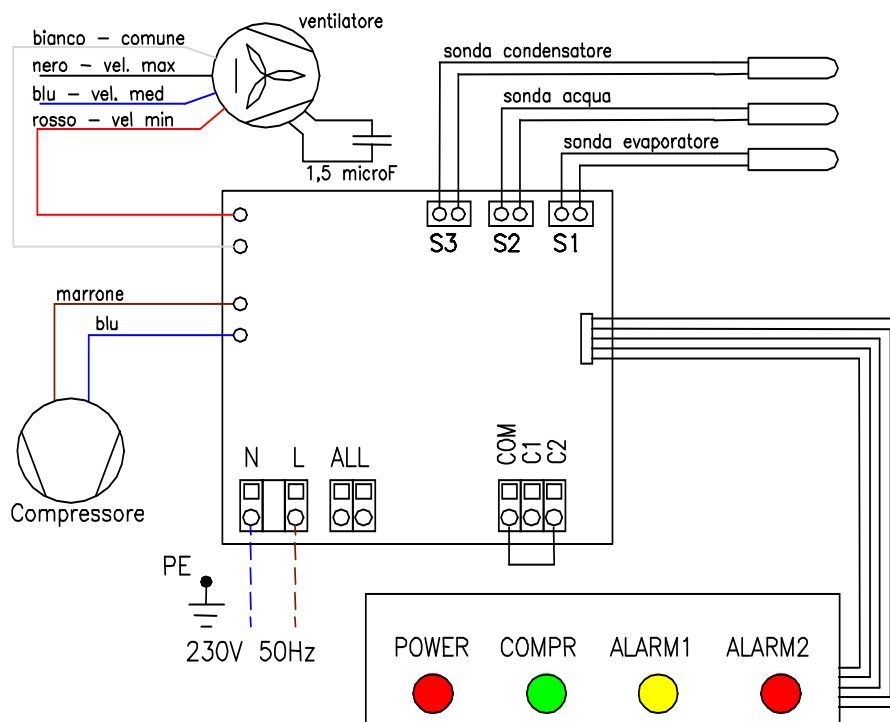 ventilatore
bianco – comune
nero – vel. max
blu – vel. med
rosso – vel min
1,5 microF
sonda condensatore
sonda acqua
sonda evaporatore
S3
S2
S1
marrone
blu
Compressore
N
L
ALL
COM
C1
C2
PE
230V 50Hz
POWER
COMPR
ALARM1
ALARM2